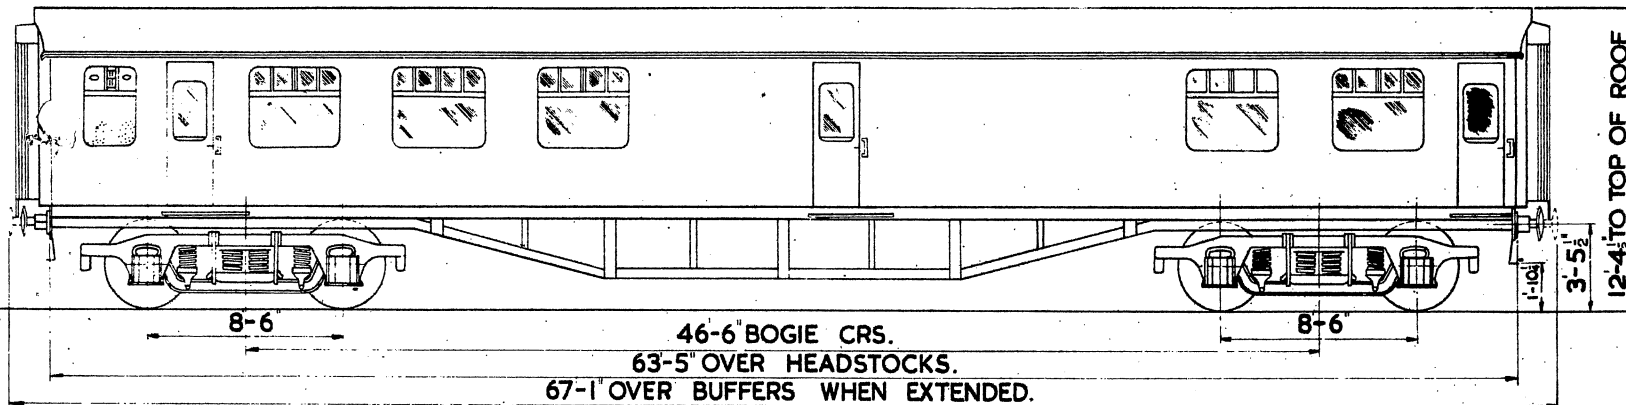 12'-4½" TO TOP OF ROOF
3'-5½"
1'-10½"
8'-6"
46'-6" BOGIE CRS.
8'-6"
63'-5" OVER HEADSTOCKS.
67'-1" OVER BUFFERS WHEN EXTENDED.